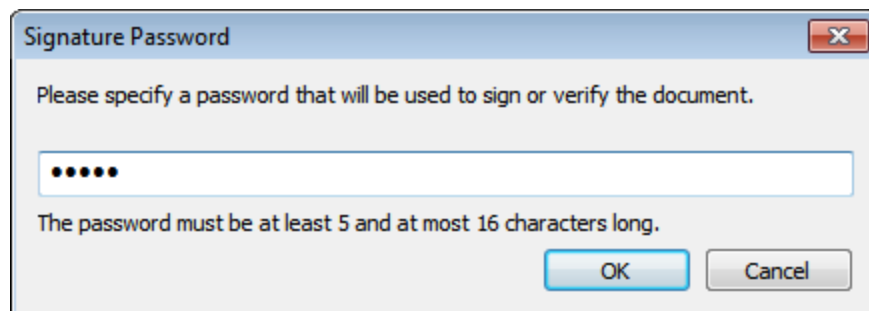 Signature Password
Please specify a password that will be used to sign or verify the document.
•••••
The password must be at least 5 and at most 16 characters long.
OK Cancel